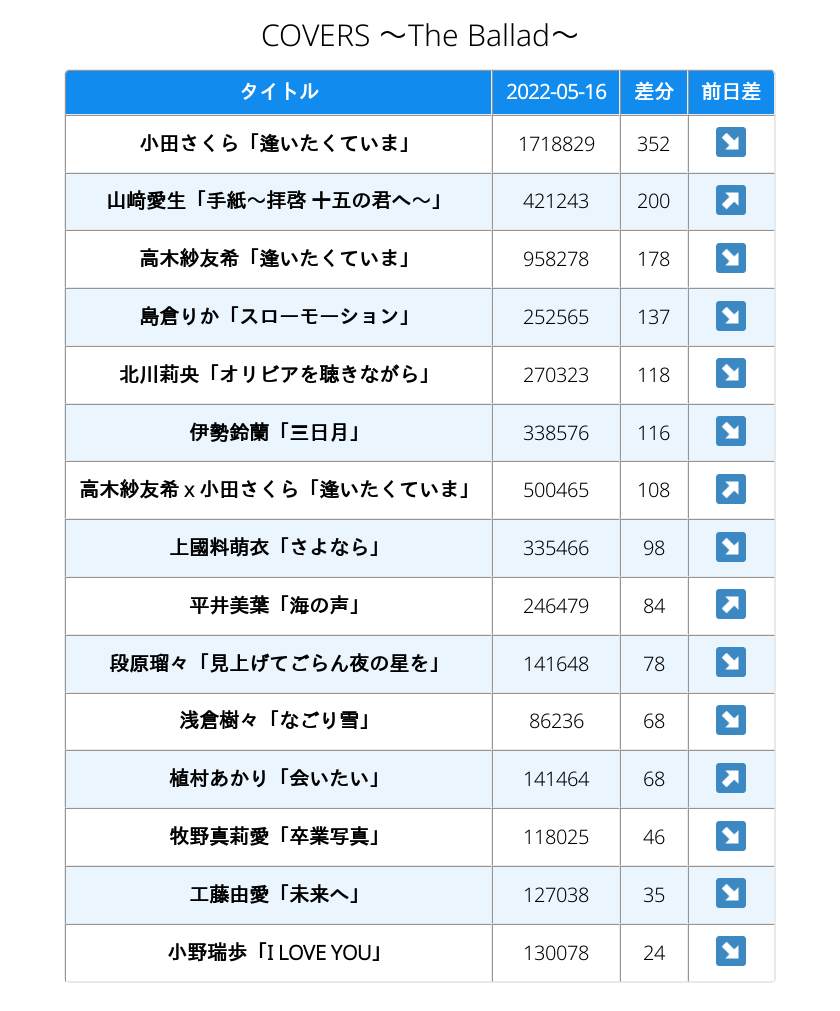 COVERS ～The Ballad～
タイトル 2022-05-16 差分 前日差
小田さくら「逢いたくていま」 1718829 352 ↘
山﨑愛生「手紙～拝啓 十五の君へ～」 421243 200 ↗
高木紗友希「逢いたくていま」 958278 178 ↘
島倉りか「スローモーション」 252565 137 ↘
北川莉央「オリビアを聴きながら」 270323 118 ↘
伊勢鈴蘭「三日月」 338576 116 ↘
高木紗友希 x 小田さくら「逢いたくていま」 500465 108 ↗
上國料萌衣「さよなら」 335466 98 ↘
平井美葉「海の声」 246479 84 ↗
段原瑠々「見上げてごらん夜の星を」 141648 78 ↘
浅倉樹々「なごり雪」 86236 68 ↘
植村あかり「会いたい」 141464 68 ↗
牧野真莉愛「卒業写真」 118025 46 ↘
工藤由愛「未来へ」 127038 35 ↘
小野瑞歩「I LOVE YOU」 130078 24 ↘